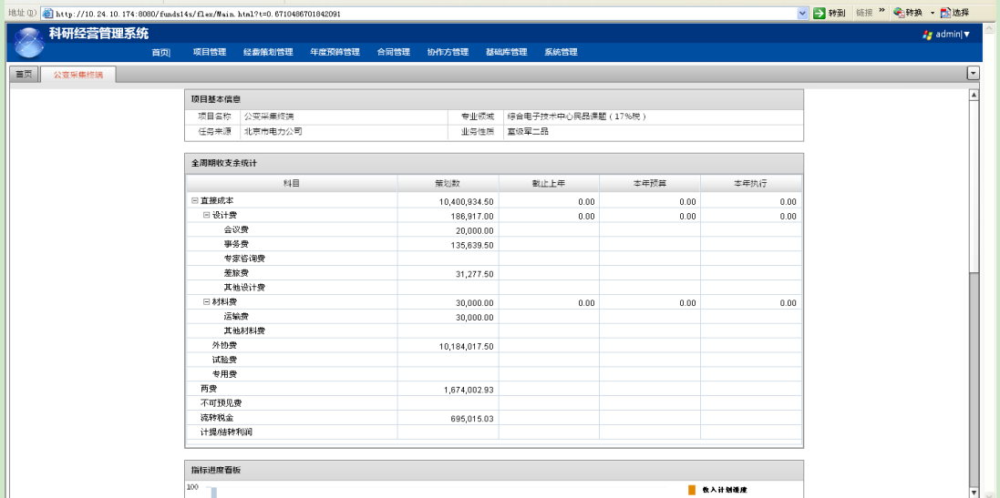 地址(D) http://10.24.10.174:8080/funds14s/flex/Main.html?t=0.6710486701842091 转到 链接 » 转换 选择
科研经营管理系统 admin|▼
首页| 项目管理 经费策划管理 年度预算管理 合同管理 协作方管理 基础库管理 系统管理
首页 公变采集终端
项目基本信息
项目名称 公变采集终端 专业领域 综合电子技术中心民品课题（17%税）
任务来源 北京市电力公司 业务性质 室级军二品
全周期收支余统计
科目 策划数 截止上年 本年预算 本年执行
直接成本 10,400,934.50 0.00 0.00 0.00
设计费 186,917.00 0.00 0.00 0.00
会议费 20,000.00
事务费 135,639.50
专家咨询费
差旅费 31,277.50
其他设计费
材料费 30,000.00 0.00 0.00 0.00
运输费 30,000.00
其他材料费
外协费 10,184,017.50
试验费
专用费
两费 1,674,002.93
不可预见费
流转税金 695,015.03
计提/结转利润
指标进度看板
100 收入计划进度